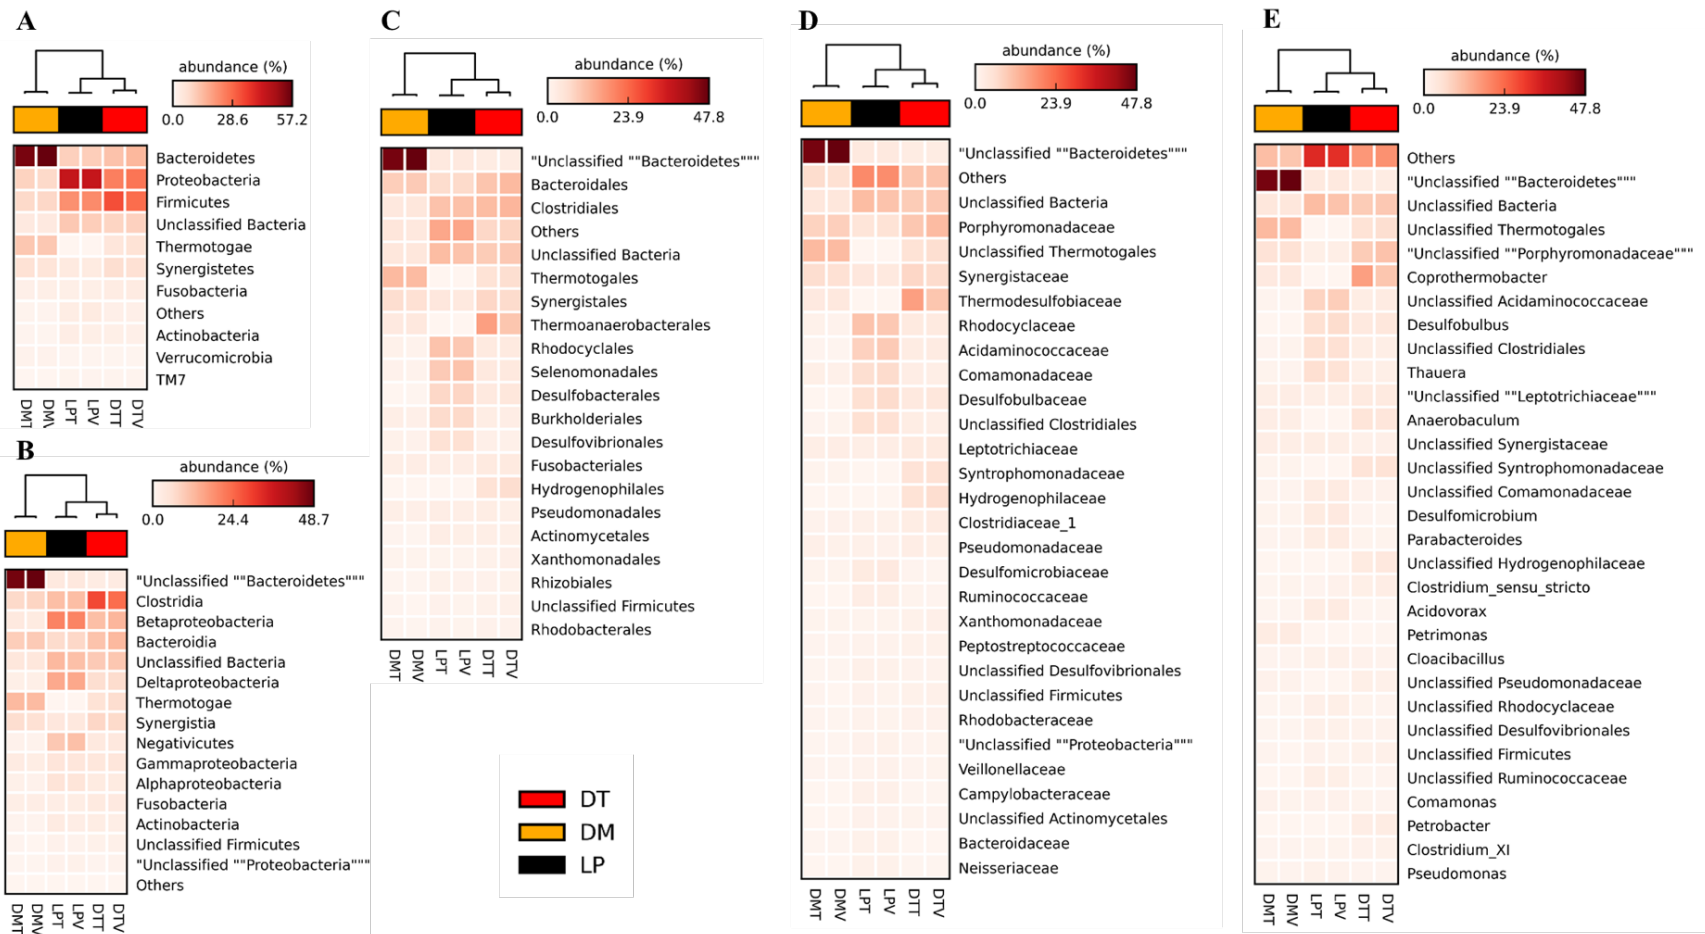 A
abundance (%)
0.0 28.6 57.2
Bacteroidetes
Proteobacteria
Firmicutes
Unclassified Bacteria
Thermotogae
Synergistetes
Fusobacteria
Others
Actinobacteria
Verrucomicrobia
TM7
DMT DMV LPT LPV DTT DTV
B
abundance (%)
0.0 24.4 48.7
"Unclassified ""Bacteroidetes"""
Clostridia
Betaproteobacteria
Bacteroidia
Unclassified Bacteria
Deltaproteobacteria
Thermotogae
Synergistia
Negativicutes
Gammaproteobacteria
Alphaproteobacteria
Fusobacteria
Actinobacteria
Unclassified Firmicutes
"Unclassified ""Proteobacteria"""
Others
DMT DMV LPT LPV DTT DTV
C
abundance (%)
0.0 23.9 47.8
"Unclassified ""Bacteroidetes"""
Bacteroidales
Clostridiales
Others
Unclassified Bacteria
Thermotogales
Synergistales
Thermoanaerobacterales
Rhodocyclales
Selenomonadales
Desulfobacterales
Burkholderiales
Desulfovibrionales
Fusobacteriales
Hydrogenophilales
Pseudomonadales
Actinomycetales
Xanthomonadales
Rhizobiales
Unclassified Firmicutes
Rhodobacterales
DMT DMV LPT LPV DTT DTV
DT
DM
LP
D
abundance (%)
0.0 23.9 47.8
"Unclassified ""Bacteroidetes"""
Others
Unclassified Bacteria
Porphyromonadaceae
Unclassified Thermotogales
Synergistaceae
Thermodesulfobiaceae
Rhodocyclaceae
Acidaminococcaceae
Comamonadaceae
Desulfobulbaceae
Unclassified Clostridiales
Leptotrichiaceae
Syntrophomonadaceae
Hydrogenophilaceae
Clostridiaceae_1
Pseudomonadaceae
Desulfomicrobiaceae
Ruminococcaceae
Xanthomonadaceae
Peptostreptococcaceae
Unclassified Desulfovibrionales
Unclassified Firmicutes
Rhodobacteraceae
"Unclassified ""Proteobacteria"""
Veillonellaceae
Campylobacteraceae
Unclassified Actinomycetales
Bacteroidaceae
Neisseriaceae
DMT DMV LPT LPV DTT DTV
E
abundance (%)
0.0 23.9 47.8
Others
"Unclassified ""Bacteroidetes"""
Unclassified Bacteria
Unclassified Thermotogales
"Unclassified ""Porphyromonadaceae"""
Coprothermobacter
Unclassified Acidaminococcaceae
Desulfobulbus
Unclassified Clostridiales
Thauera
"Unclassified ""Leptotrichiaceae"""
Anaerobaculum
Unclassified Synergistaceae
Unclassified Syntrophomonadaceae
Unclassified Comamonadaceae
Desulfomicrobium
Parabacteroides
Unclassified Hydrogenophilaceae
Clostridium_sensu_stricto
Acidovorax
Petrimonas
Cloacibacillus
Unclassified Pseudomonadaceae
Unclassified Rhodocyclaceae
Unclassified Desulfovibrionales
Unclassified Firmicutes
Unclassified Ruminococcaceae
Comamonas
Petrobacter
Clostridium_XI
Pseudomonas
DMT DMV LPT LPV DTT DTV